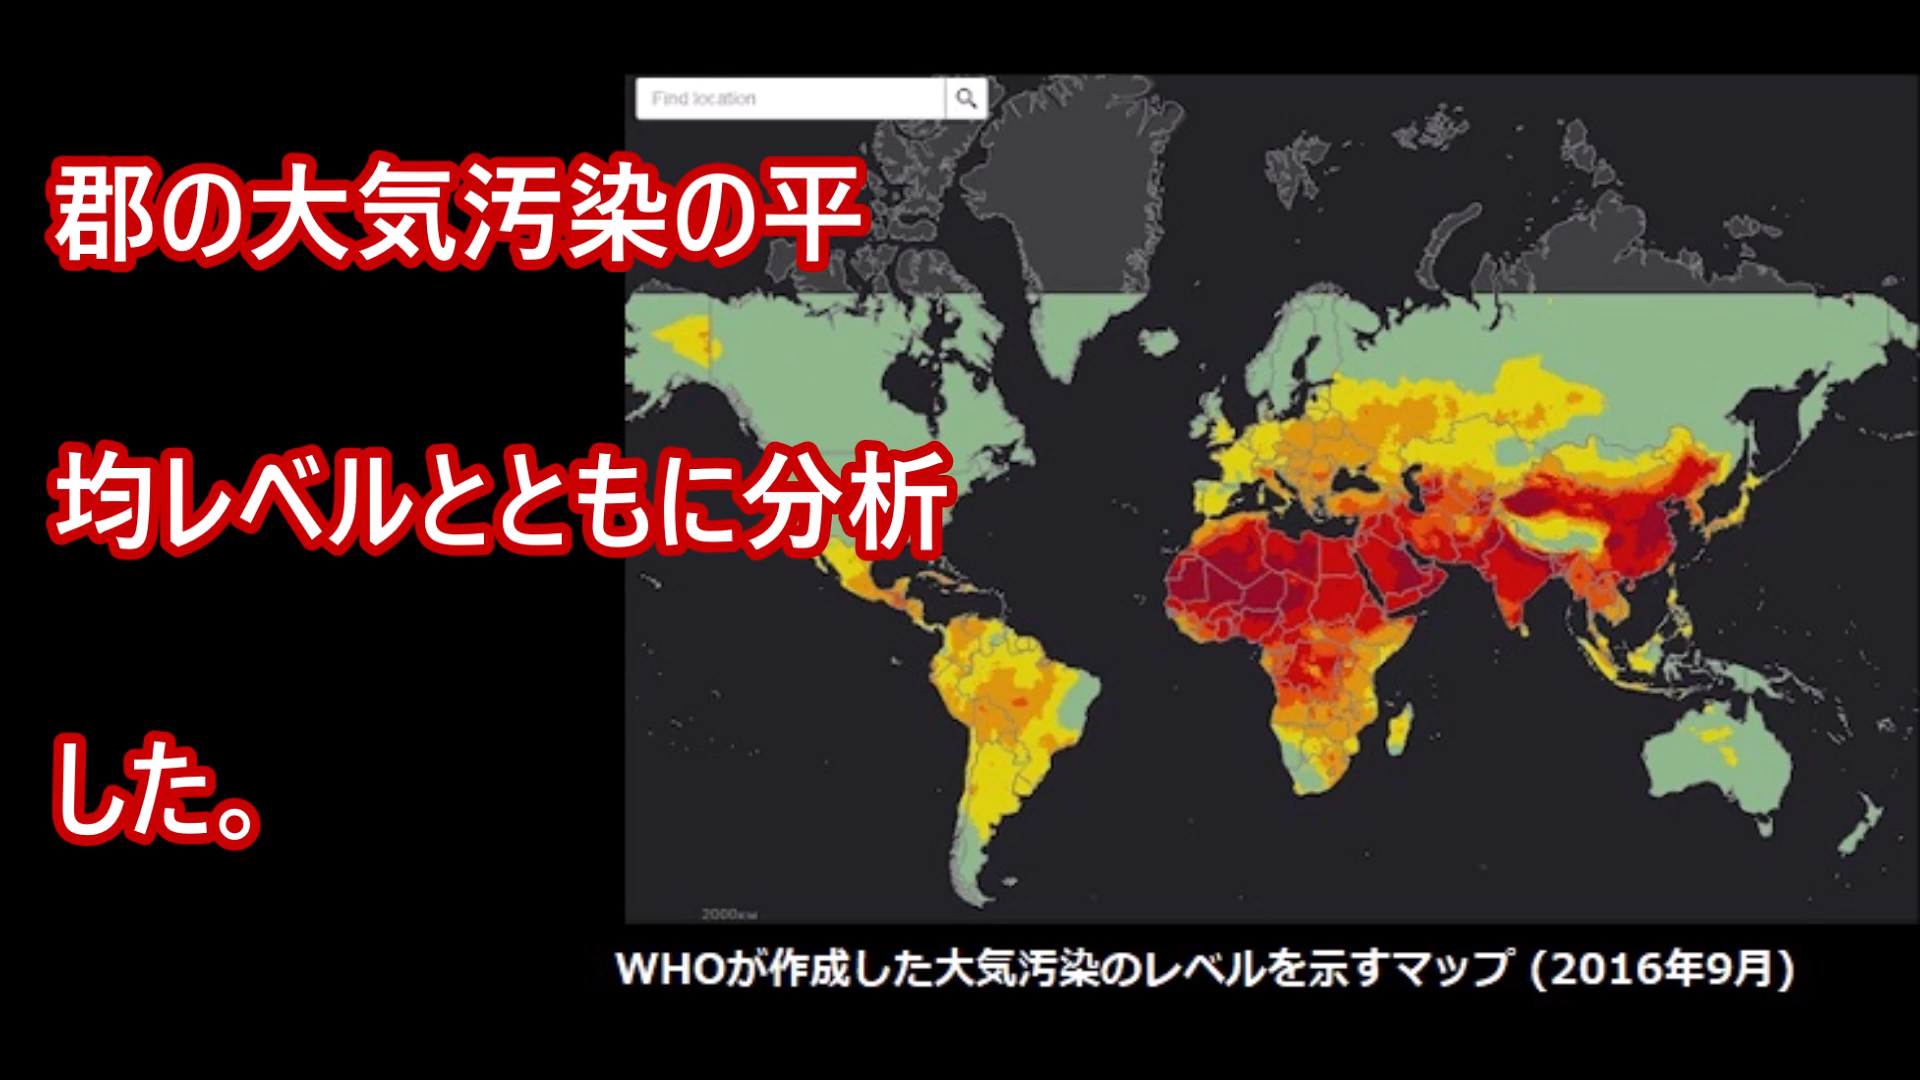 Find location
郡の大気汚染の平
均レベルとともに分析
した。
2000KM
WHOが作成した大気汚染のレベルを示すマップ (2016年9月)